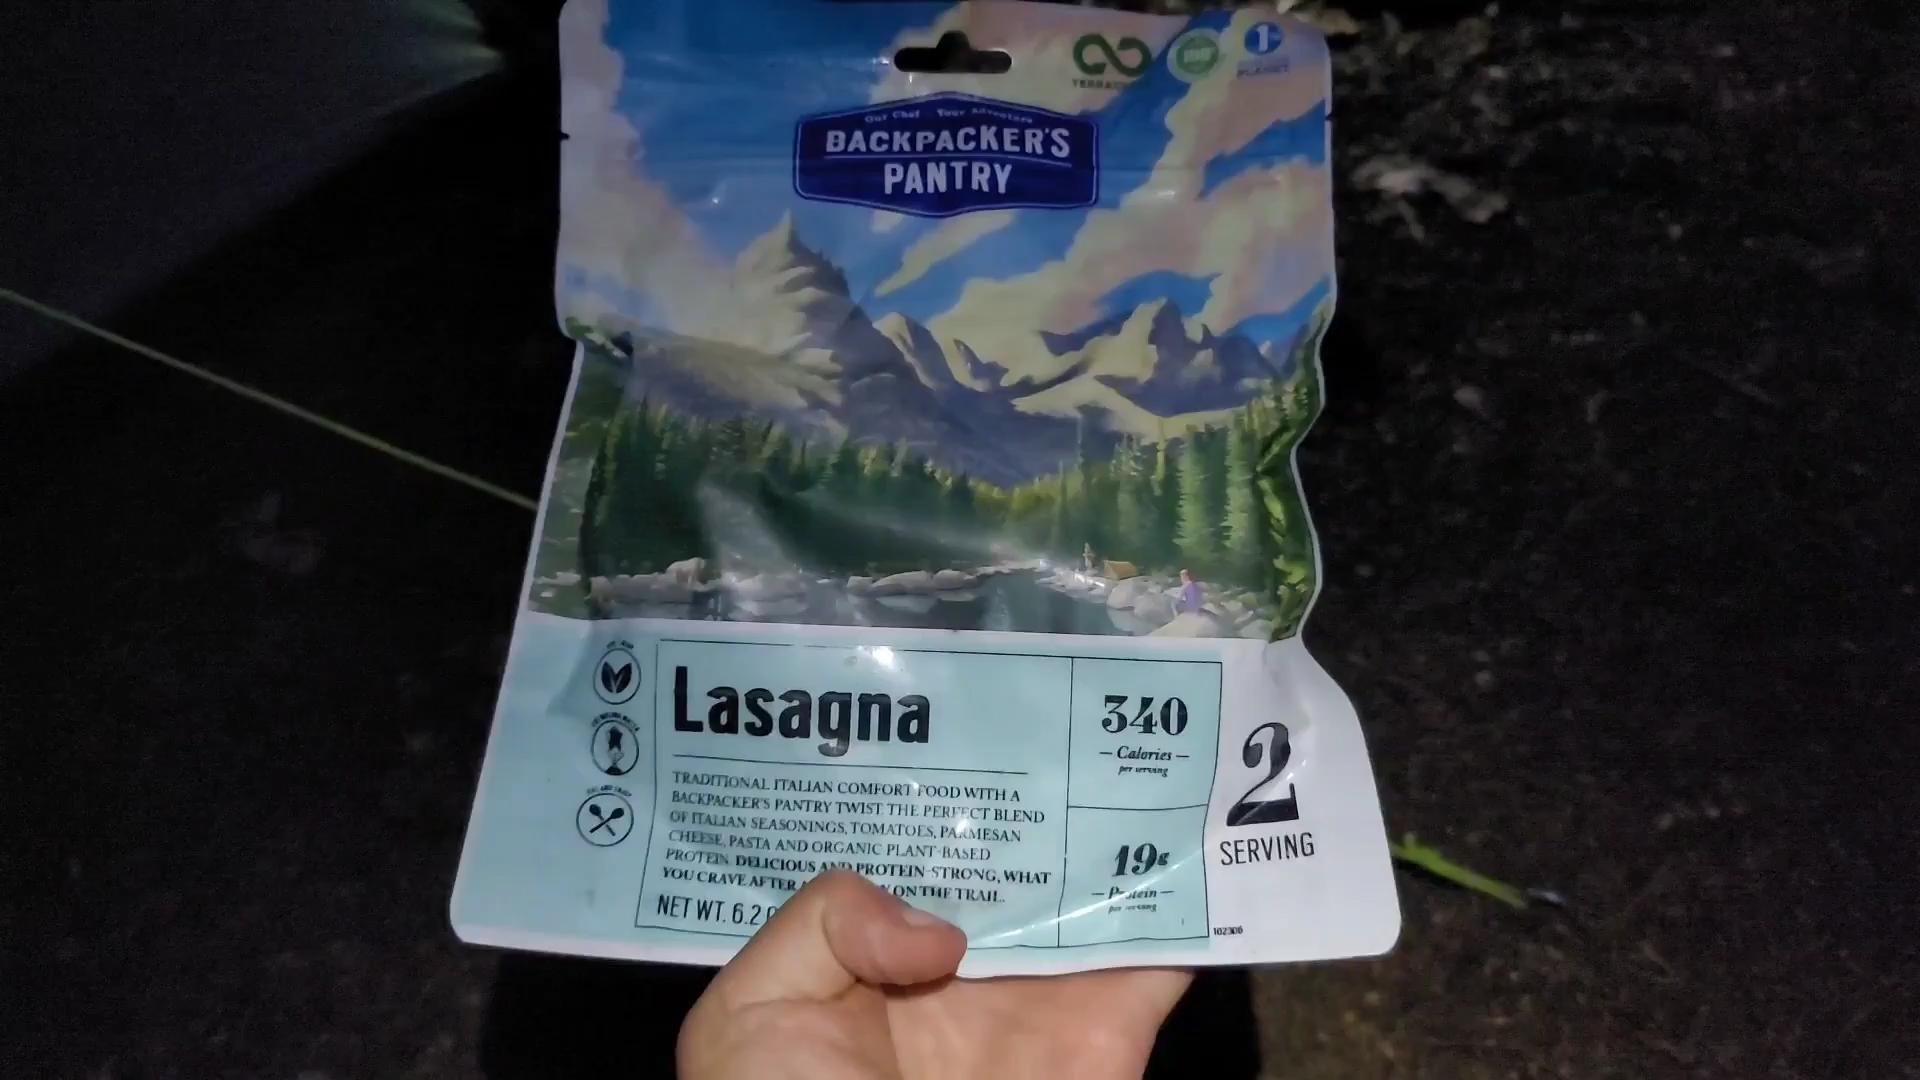 Our Chef Your Adventure
BACKPACKER'S
PANTRY
Lasagna
TRADITIONAL ITALIAN COMFORT FOOD WITH A
BACKPACKER'S PANTRY TWIST. THE PERFECT BLEND
OF ITALIAN SEASONINGS, TOMATOES, PARMESAN
CHEESE, PASTA AND ORGANIC PLANT-BASED
PROTEIN. DELICIOUS AND PROTEIN-STRONG, WHAT
YOU CRAVE AFTER ON THE TRAIL.
NET WT. 6.2
340
Calories
per serving
19g
Protein
per serving
2
SERVING
102306